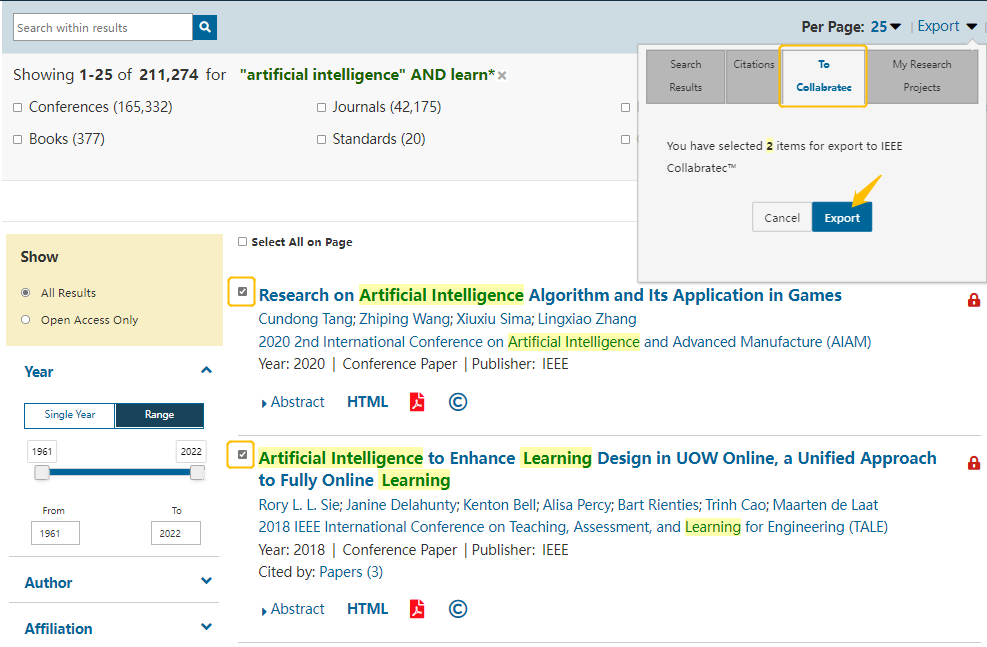 Search within results
Per Page: 25 | Export
Showing 1-25 of 211,274 for "artificial intelligence" AND learn* ×
Conferences (165,332)
Journals (42,175)
Books (377)
Standards (20)
Search Results
Citations
To Collabratec
My Research Projects
You have selected 2 items for export to IEEE
Collabratec™
Cancel
Export
Show
All Results
Open Access Only
Year
Single Year
Range
1961
2022
From
To
1961
2022
Author
Affiliation
Select All on Page
Research on Artificial Intelligence Algorithm and Its Application in Games
Cundong Tang; Zhiping Wang; Xiuxiu Sima; Lingxiao Zhang
2020 2nd International Conference on Artificial Intelligence and Advanced Manufacture (AIAM)
Year: 2020 | Conference Paper | Publisher: IEEE
Abstract HTML ©
Artificial Intelligence to Enhance Learning Design in UOW Online, a Unified Approach
to Fully Online Learning
Rory L. L. Sie; Janine Delahunty; Kenton Bell; Alisa Percy; Bart Rienties; Trinh Cao; Maarten de Laat
2018 IEEE International Conference on Teaching, Assessment, and Learning for Engineering (TALE)
Year: 2018 | Conference Paper | Publisher: IEEE
Cited by: Papers (3)
Abstract HTML ©